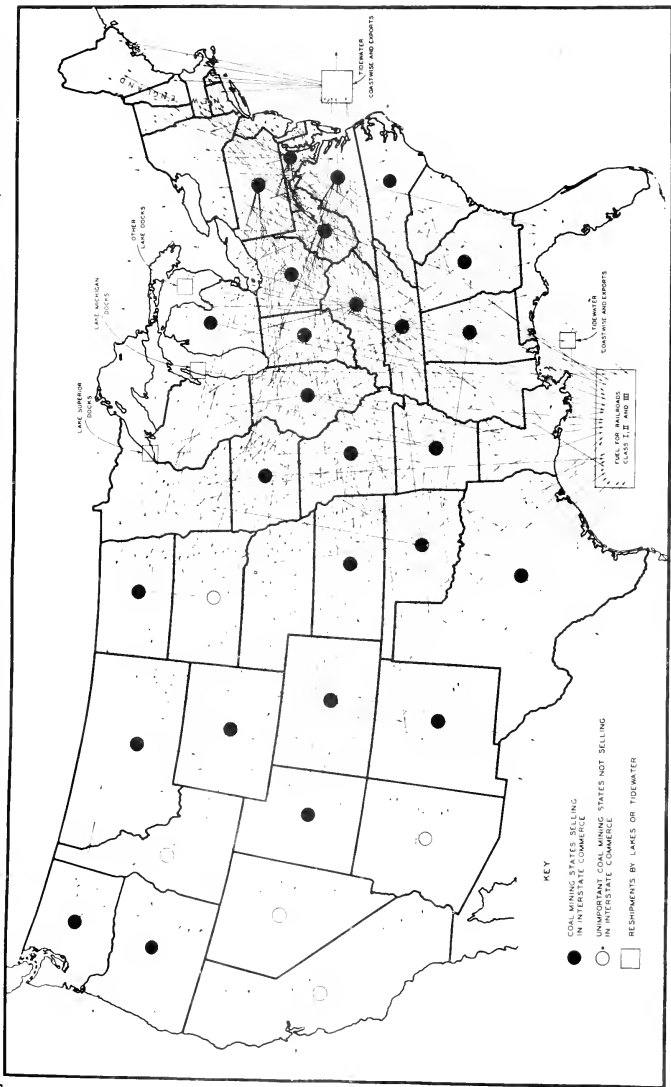 NEW ENGLAND
TIDEWATER
COASTWISE AND EXPORTS
OTHER
LAKE DOCKS
LAKE MICHIGAN
DOCKS
LAKE SUPERIOR
DOCKS
TIDEWATER
COASTWISE AND EXPORTS
FUEL FOR RAILROADS
CLASS I, II AND III
KEY
COAL MINING STATES SELLING
IN INTERSTATE COMMERCE
UNIMPORTANT COAL MINING STATES NOT SELLING
IN INTERSTATE COMMERCE
RESHIPMENTS BY LAKES OR TIDEWATER